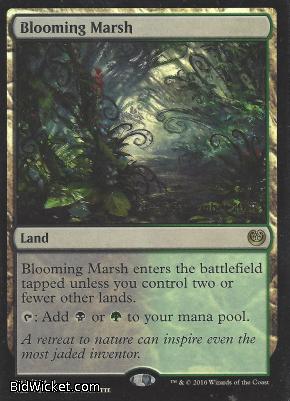 Blooming Marsh
Land
Blooming Marsh enters the battlefield
tapped unless you control two or
fewer other lands.
: Add or to your mana pool.
A retreat to nature can inspire even
the most jaded inventor.
™ & © 2016 Wizards of the Coast
BidWicket.com